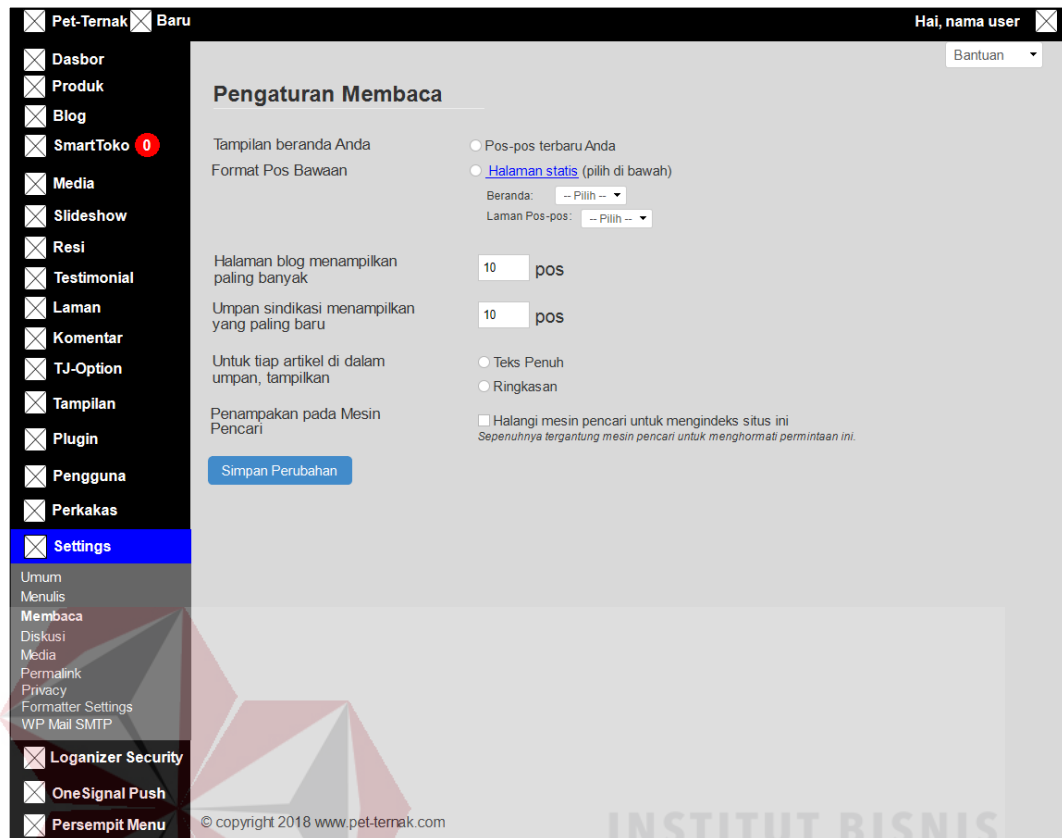 Pet-Ternak Baru Hai, nama user
Dasbor
Produk
Blog
SmartToko 0
Media
Slideshow
Resi
Testimonial
Laman
Komentar
TJ-Option
Tampilan
Plugin
Pengguna
Perkakas
Settings
Umum
Menulis
Membaca
Diskusi
Media
Permalink
Privacy
Formatter Settings
WP Mail SMTP
Loganizer Security
OneSignal Push
Persempit Menu
Bantuan
Pengaturan Membaca
Tampilan beranda Anda Pos-pos terbaru Anda
Format Pos Bawaan Halaman statis (pilih di bawah)
Beranda: -- Pilih --
Laman Pos-pos: -- Pilih --
Halaman blog menampilkan
paling banyak
10 pos
Umpan sindikasi menampilkan
yang paling baru
10 pos
Untuk tiap artikel di dalam
umpan, tampilkan
Teks Penuh
Ringkasan
Penampakan pada Mesin
Pencari
Halangi mesin pencari untuk mengindeks situs ini
Sepenuhnya tergantung mesin pencari untuk menghormati permintaan ini.
Simpan Perubahan
© copyright 2018 www.pet-ternak.com
INSTITUT BISNIS